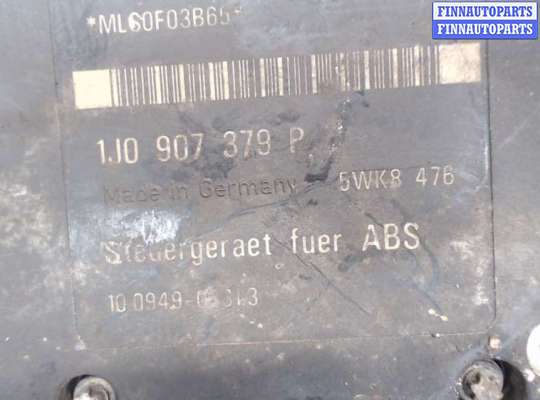 FINNAUTOPARTS
FINNAUTOPARTS
*ML60F03B65*
1J0 907 379 P
Made in Germany 5WK8 476
Steuergeraet fuer ABS